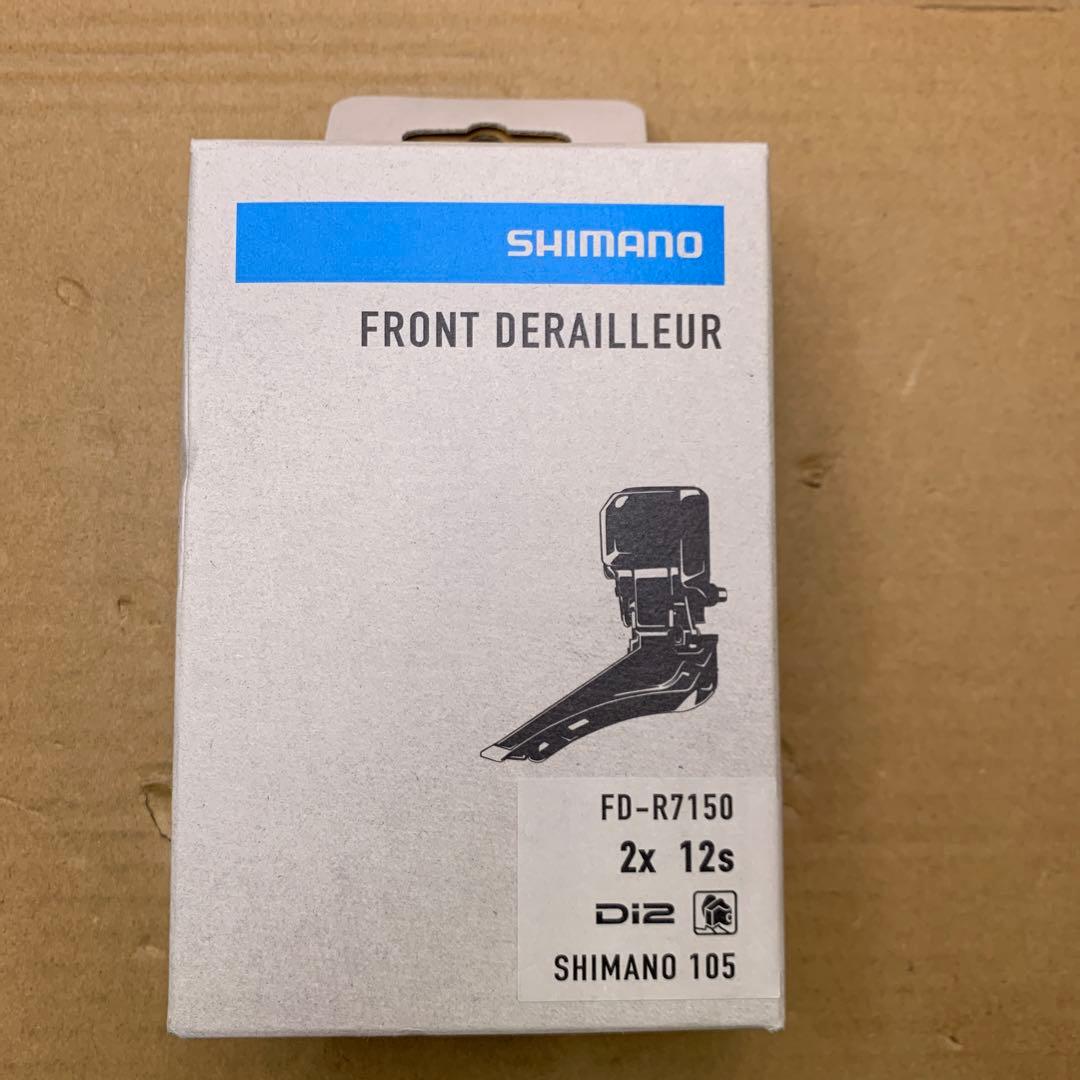 SHIMANO
FRONT DERAILLEUR
FD-R7150
2x 12s
Di2
SHIMANO 105